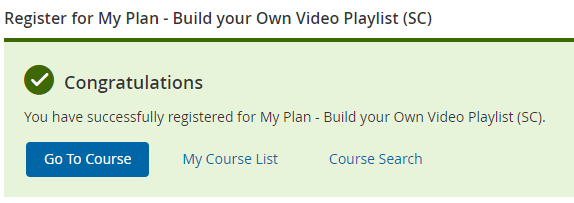 Register for My Plan - Build your Own Video Playlist (SC)
Congratulations
You have successfully registered for My Plan - Build your Own Video Playlist (SC).
Go To Course My Course List Course Search